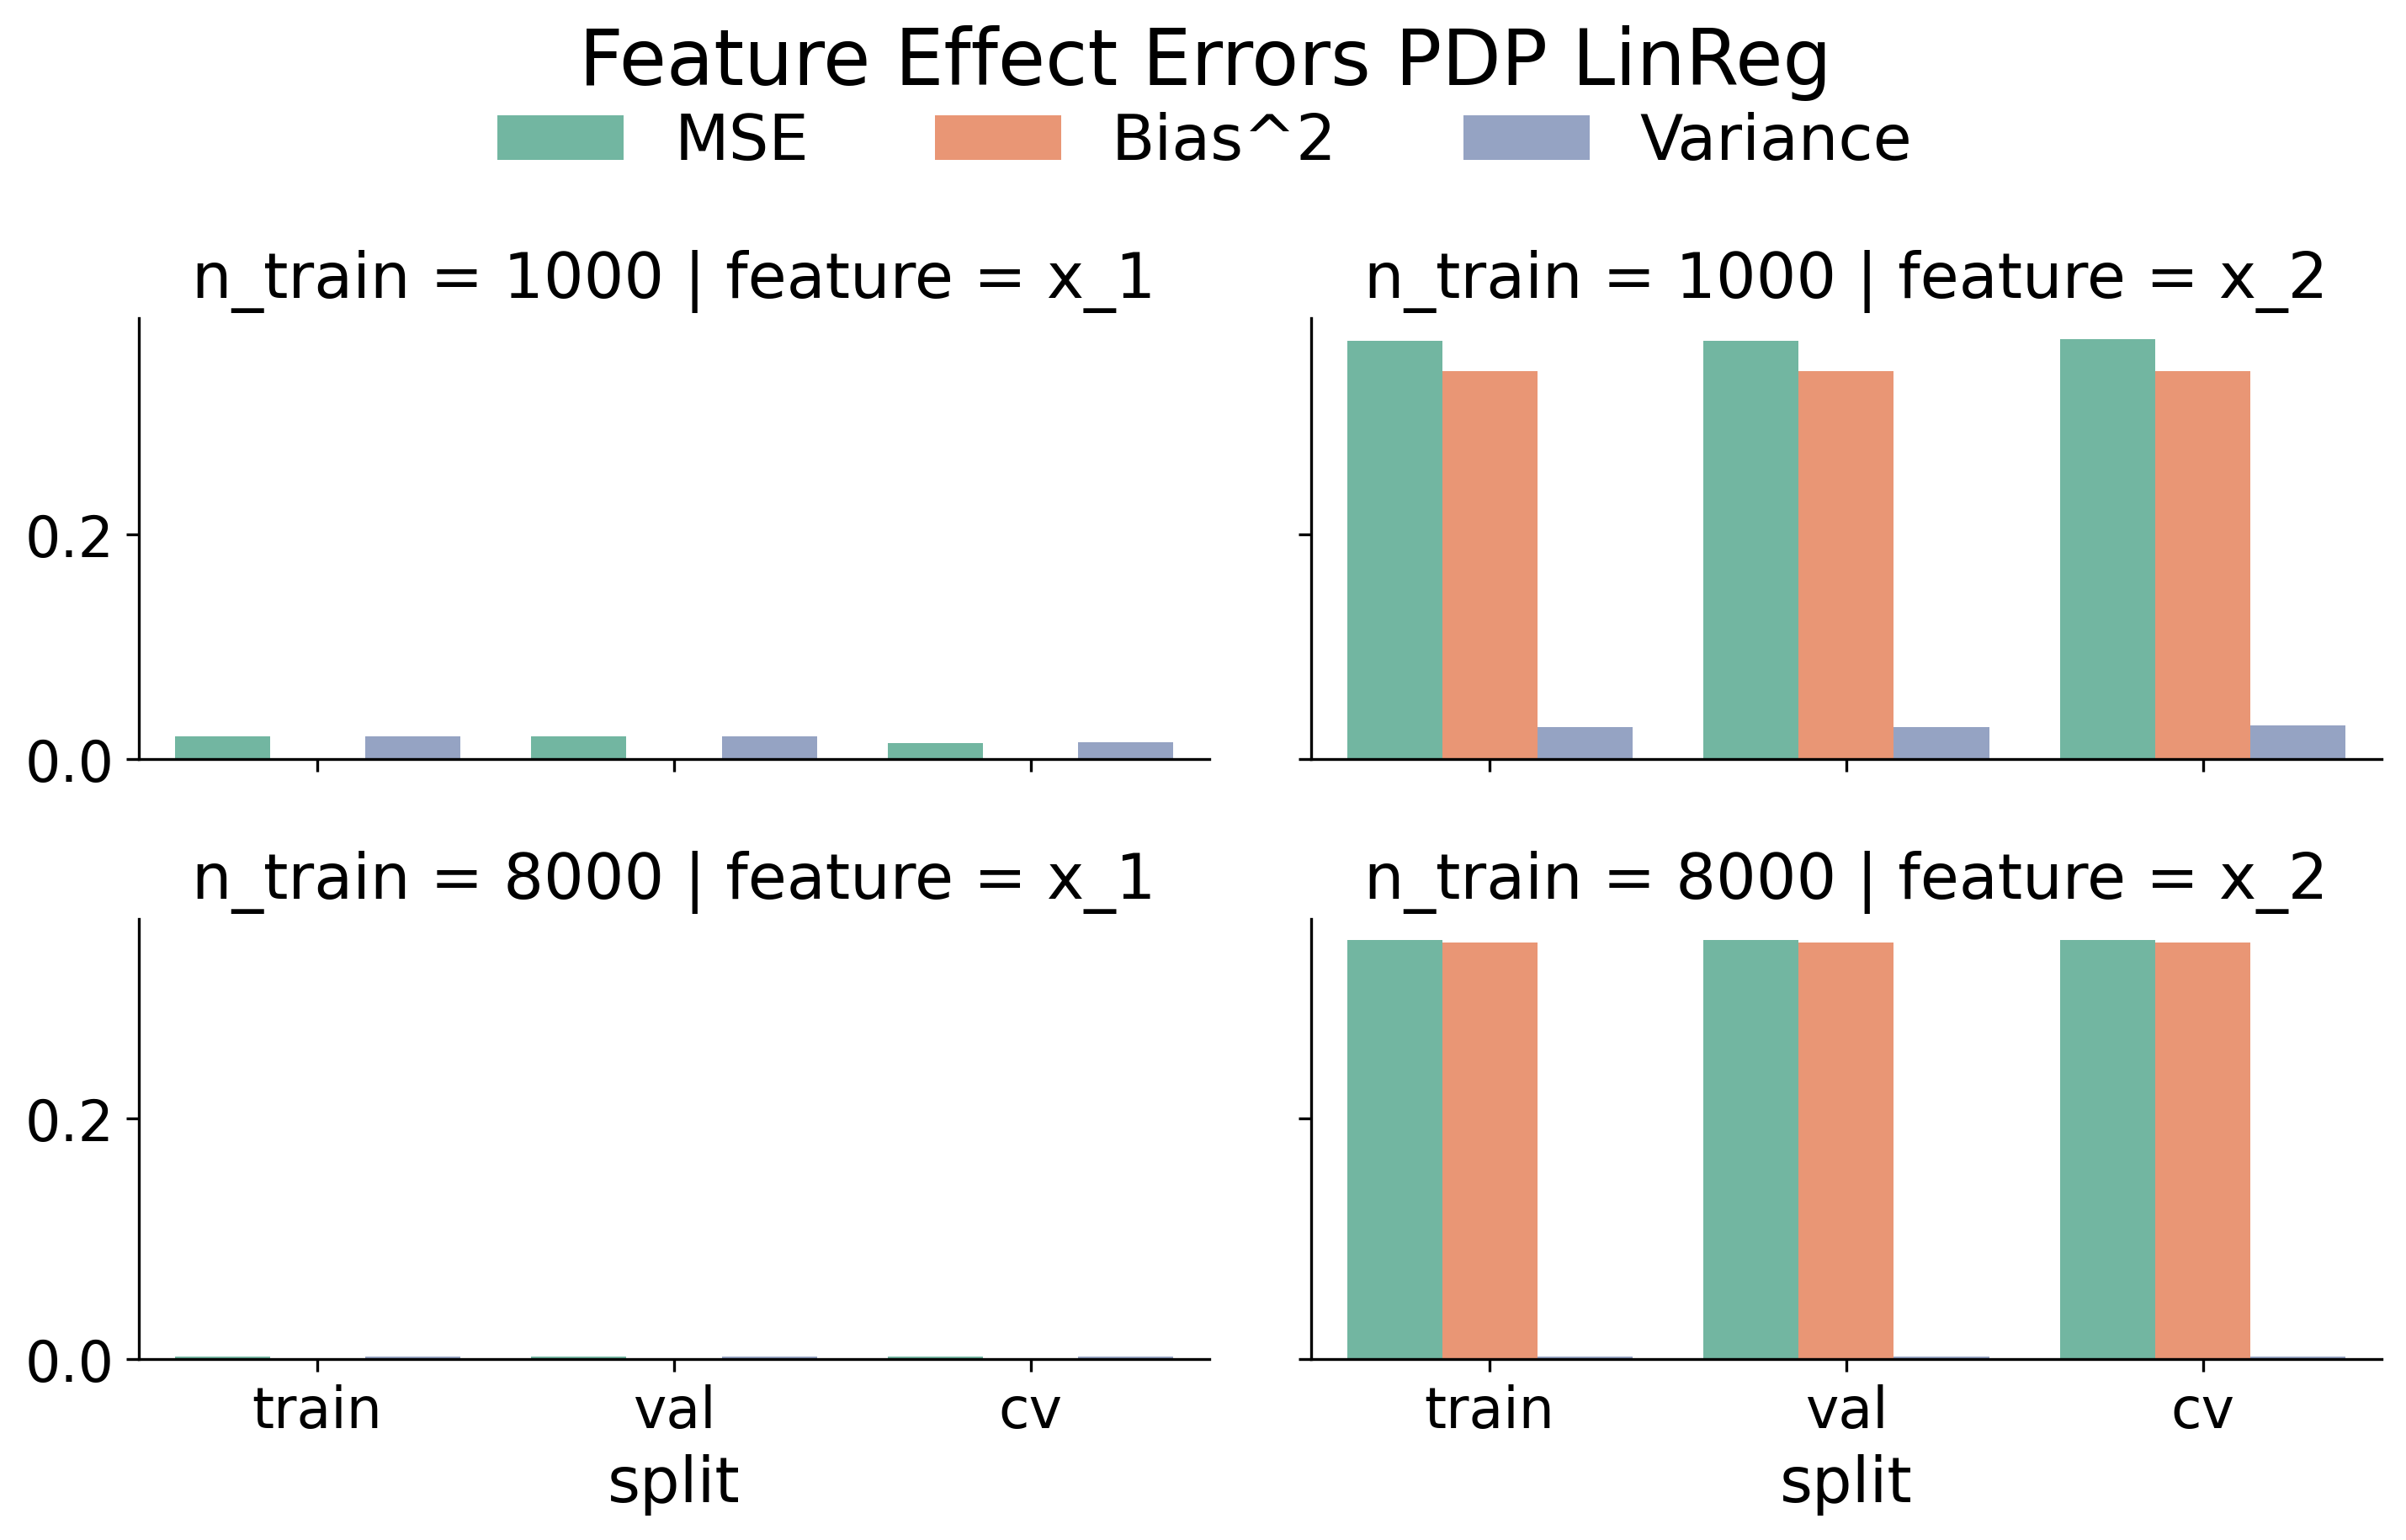 Feature Effect Errors PDP LinReg
MSE Bias^2 Variance
n_train = 1000 | feature = x_1
n_train = 1000 | feature = x_2
0.2
0.0
n_train = 8000 | feature = x_1
n_train = 8000 | feature = x_2
0.2
0.0
train val cv
train val cv
split
split